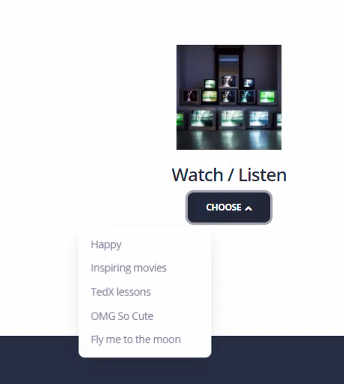 Watch / Listen
CHOOSE
Happy
Inspiring movies
TedX lessons
OMG So Cute
Fly me to the moon